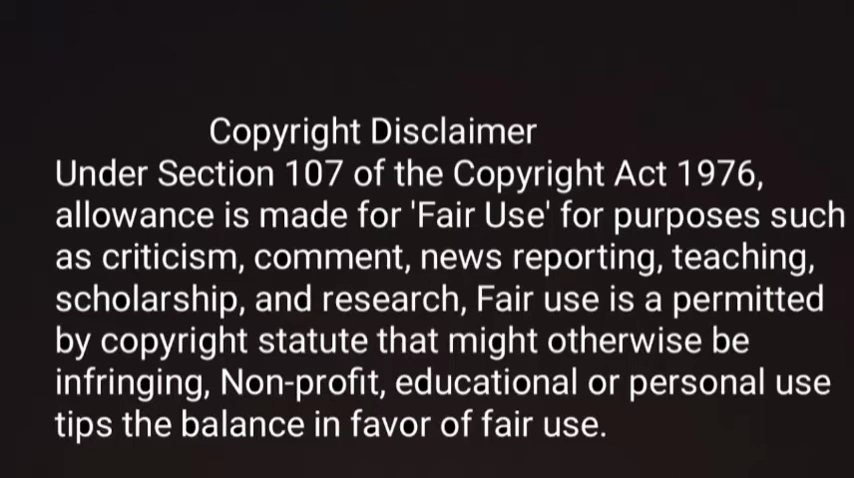 Copyright Disclaimer
Under Section 107 of the Copyright Act 1976,
allowance is made for 'Fair Use' for purposes such
as criticism, comment, news reporting, teaching,
scholarship, and research, Fair use is a permitted
by copyright statute that might otherwise be
infringing, Non-profit, educational or personal use
tips the balance in favor of fair use.